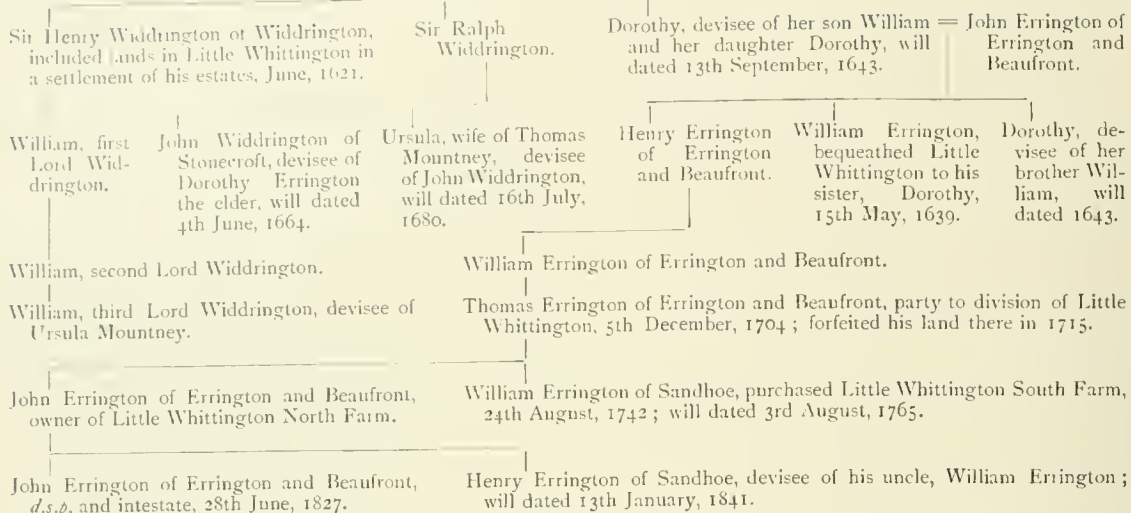 Sir Henry Widdrington of Widdrington,
included lands in Little Whittington in
a settlement of his estates, June, 1621.
Sir Ralph
Widdrington.
Dorothy, devisee of her son William
and her daughter Dorothy, will
dated 13th September, 1643.
= John Errington of
Errington and
Beaufront.
William, first
Lord Wid-
drington.
John Widdrington of
Stonecroft, devisee of
Dorothy Errington
the elder, will dated
4th June, 1664.
Ursula, wife of Thomas
Mountney, devisee
of John Widdrington,
will dated 16th July,
1680.
Henry Errington
of Errington
and Beaufront.
William Errington,
bequeathed Little
Whittington to his
sister, Dorothy,
15th May, 1639.
Dorothy, de-
visee of her
brother Wil-
liam, will
dated 1643.
William, second Lord Widdrington.
William Errington of Errington and Beaufront.
William, third Lord Widdrington, devisee of
Ursula Mountney.
Thomas Errington of Errington and Beaufront, party to division of Little
Whittington, 5th December, 1704; forfeited his land there in 1715.
John Errington of Errington and Beaufront,
owner of Little Whittington North Farm.
William Errington of Sandhoe, purchased Little Whittington South Farm,
24th August, 1742; will dated 3rd August, 1765.
John Errington of Errington and Beaufront,
d.s.p. and intestate, 28th June, 1827.
Henry Errington of Sandhoe, devisee of his uncle, William Errington;
will dated 13th January, 1841.